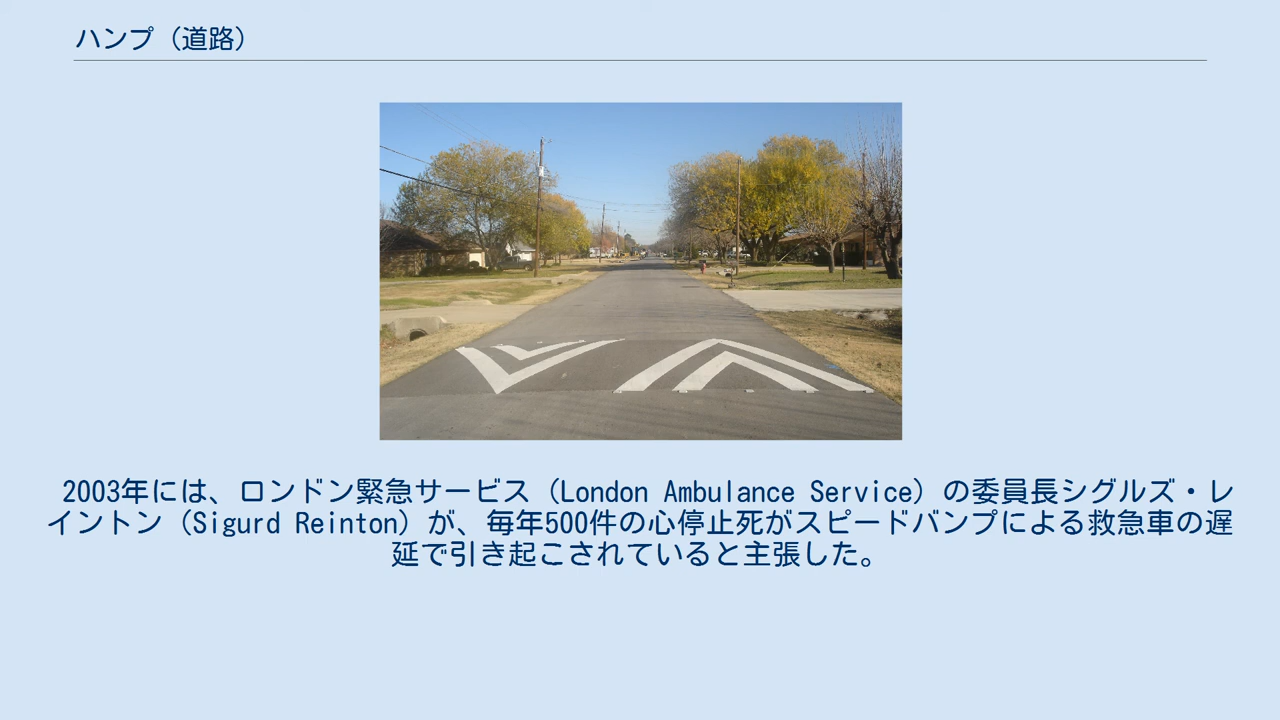 ハンプ（道路）
2003年には、ロンドン緊急サービス（London Ambulance Service）の委員長シグルズ・レ
イントン（Sigurd Reinton）が、毎年500件の心停止死がスピードバンプによる救急車の遅
延で引き起こされていると主張した。